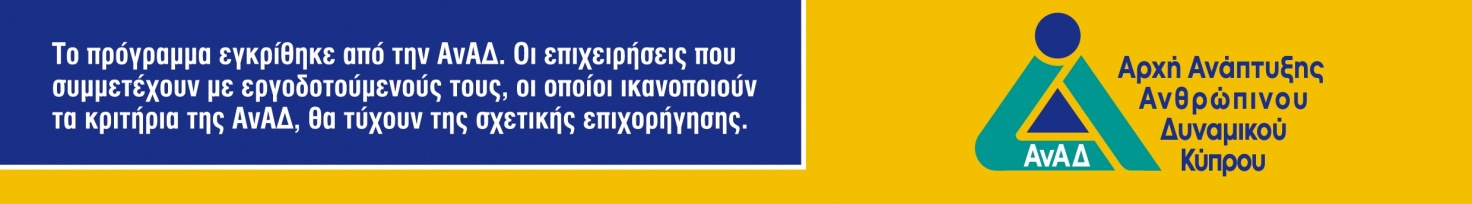 Το πρόγραμμα εγκρίθηκε από την ΑνΑΔ. Οι επιχειρήσεις που
συμμετέχουν με εργοδοτούμενούς τους, οι οποίοι ικανοποιούν
τα κριτήρια της ΑνΑΔ, θα τύχουν της σχετικής επιχορήγησης.
ΑνΑΔ
Αρχή Ανάπτυξης
Ανθρώπινου
Δυναμικού
Κύπρου